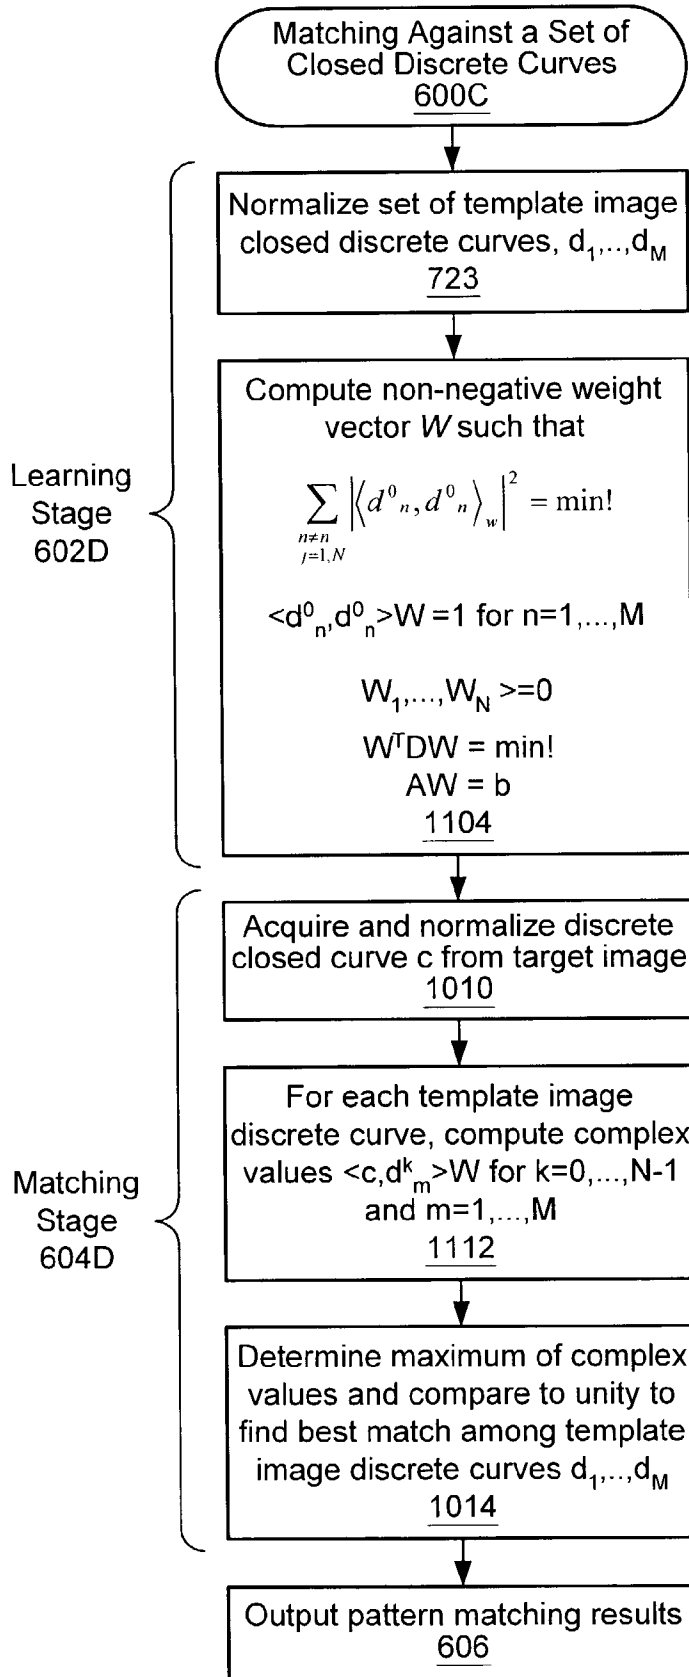 Matching Against a Set of
Closed Discrete Curves
600C
Normalize set of template image
closed discrete curves, d₁,..,d_M
723
Learning
Stage
602D
Compute non-negative weight
vector W such that
∑ |⟨d⁰ₙ, d⁰ₙ⟩_w|² = min!
n≠n
j=1,N
<d⁰ₙ,d⁰ₙ>W =1 for n=1,...,M
W₁,...,W_N >=0
WᵀDW = min!
AW = b
1104
Acquire and normalize discrete
closed curve c from target image
1010
Matching
Stage
604D
For each template image
discrete curve, compute complex
values <c,dᵏₘ>W for k=0,...,N-1
and m=1,...,M
1112
Determine maximum of complex
values and compare to unity to
find best match among template
image discrete curves d₁,..,d_M
1014
Output pattern matching results
606